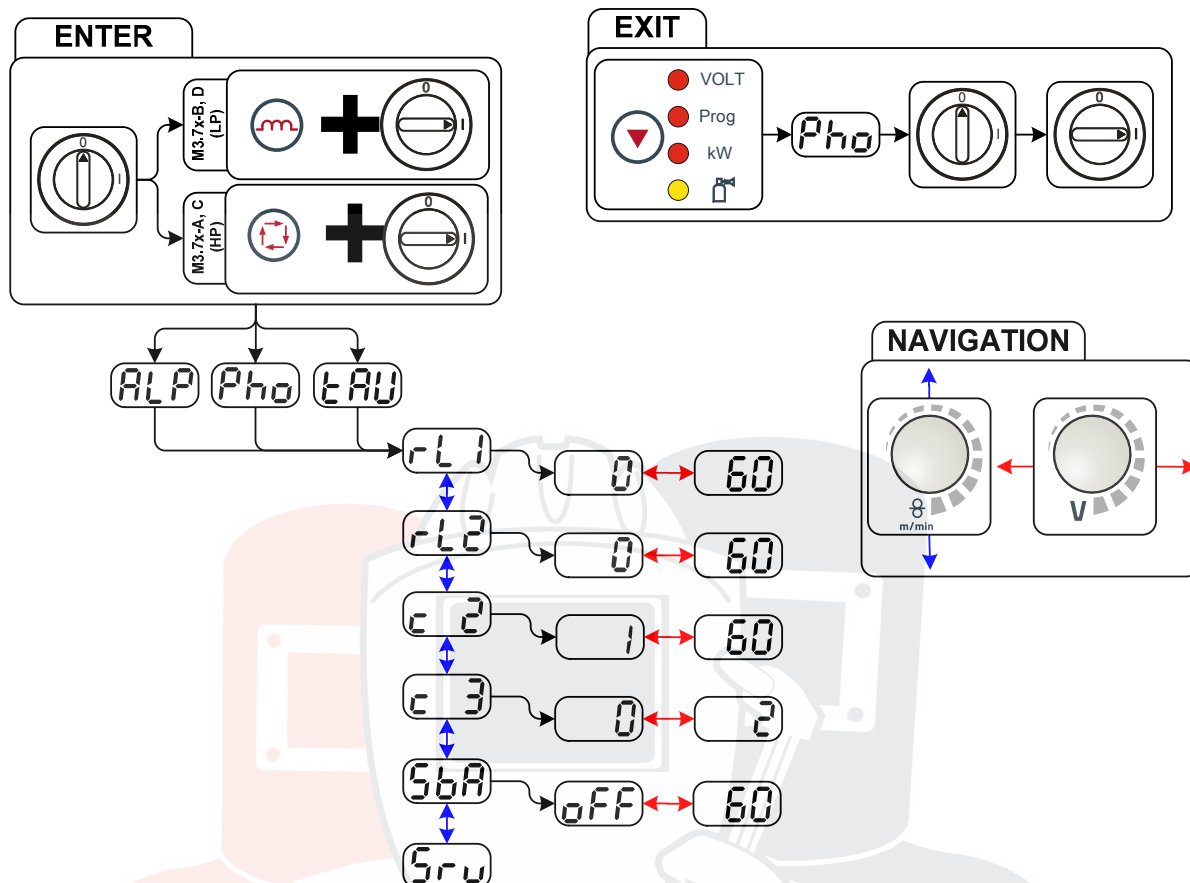 ENTER
M3.7x-B, D
(LP)
0
I
0
I
M3.7x-A, C
(HP)
0
I
EXIT
VOLT
Prog
kW
Pho
0
I
0
I
ALP Pho tAU
NAVIGATION
m/min
V
rL1 0 60
rL2 0 60
c 2 1 60
c 3 0 2
SbA oFF 60
Srv